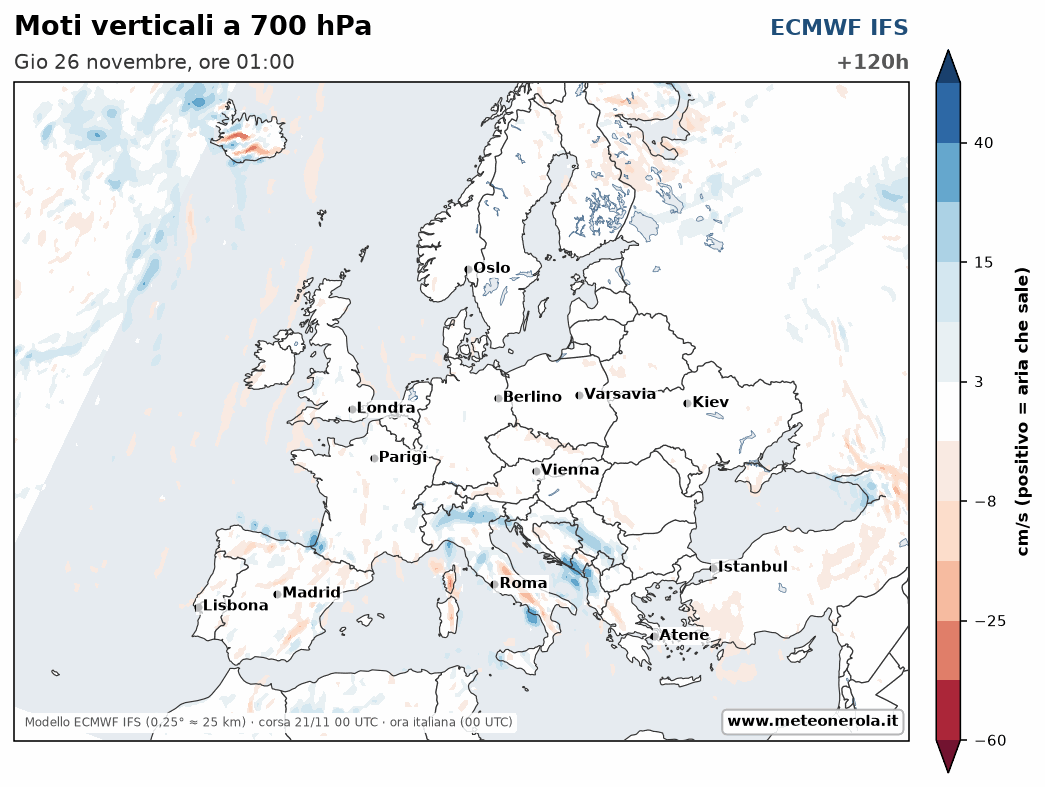 Moti verticali a 700 hPa
ECMWF IFS
Gio 26 novembre, ore 01:00
+120h
40
15
3
−8
−25
−60
cm/s (positivo = aria che sale)
Oslo
Londra
Berlino
Varsavia
Kiev
Parigi
Vienna
Istanbul
Roma
Madrid
Lisbona
Atene
Modello ECMWF IFS (0,25° ≈ 25 km) · corsa 21/11 00 UTC · ora italiana (00 UTC)
www.meteonerola.it